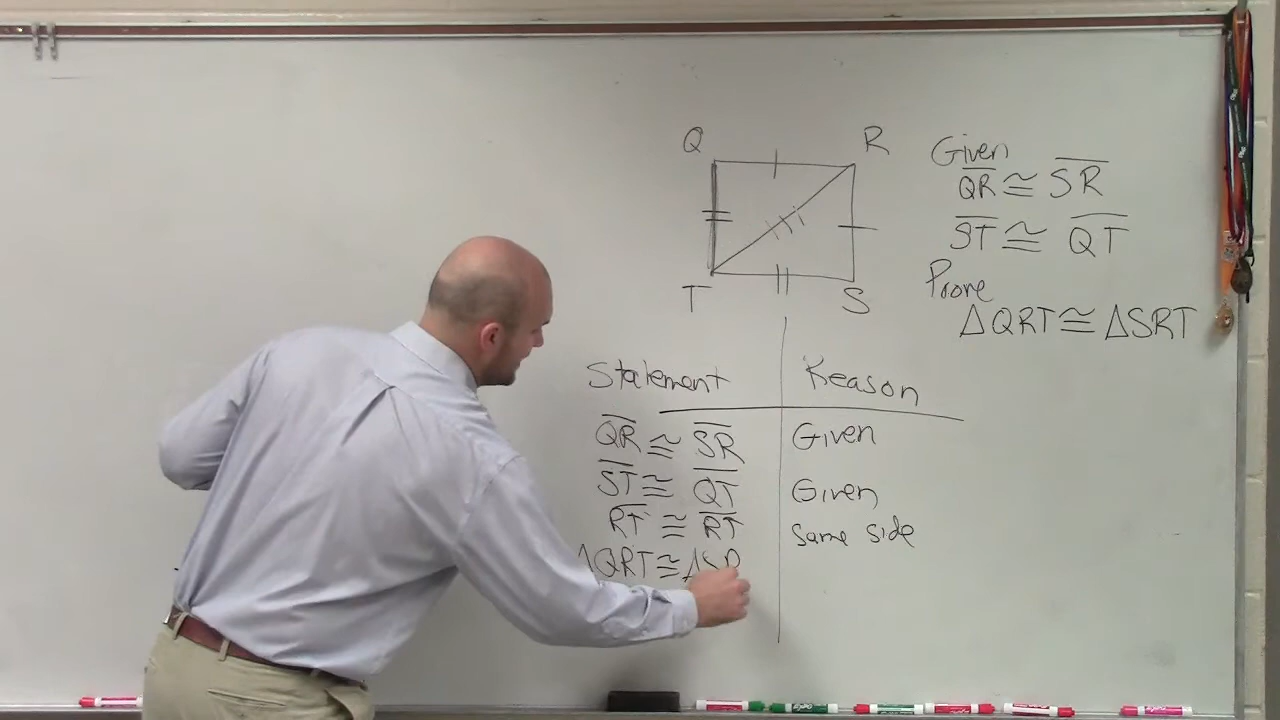 Q R
T S
Given
QR ≅ SR
ST ≅ QT
Prove
△QRT ≅ △SRT
Statement Reason
QR ≅ SR Given
ST ≅ QT Given
RT ≅ RT same side
△QRT ≅ △SR